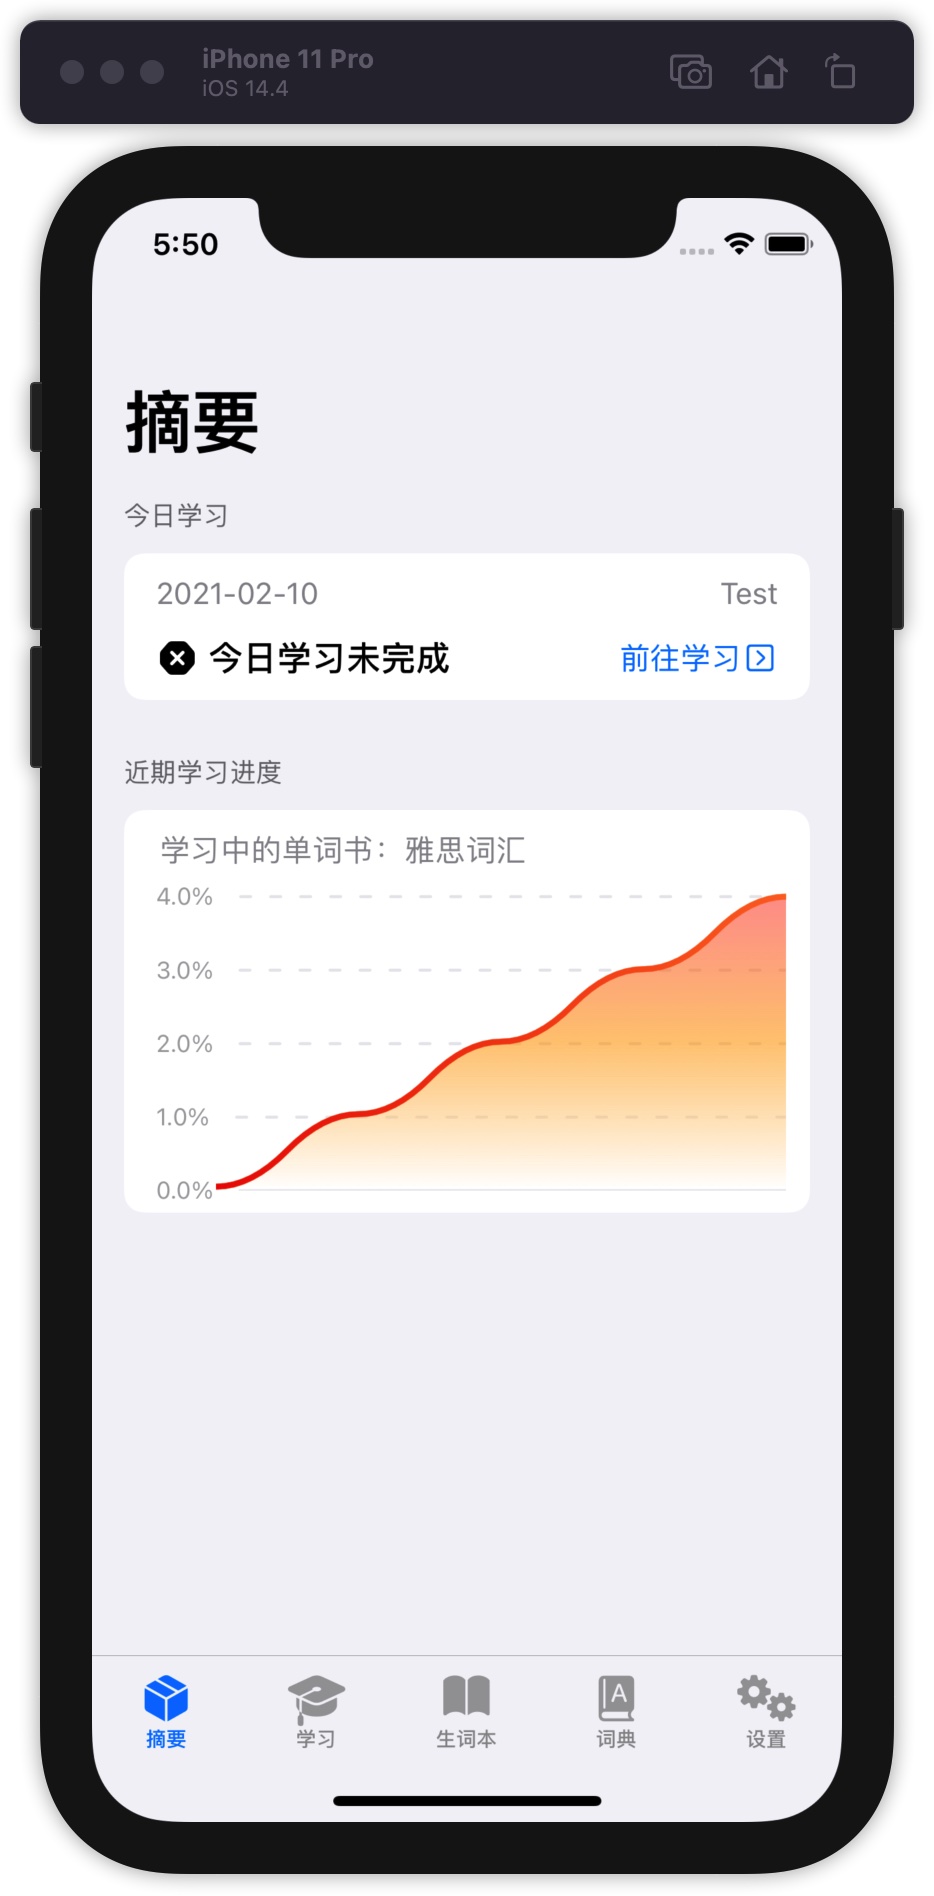 iPhone 11 Pro
iOS 14.4
5:50
摘要
今日学习
2021-02-10 Test
今日学习未完成 前往学习
近期学习进度
学习中的单词书：雅思词汇
4.0%
3.0%
2.0%
1.0%
0.0%
A
摘要 学习 生词本 词典 设置